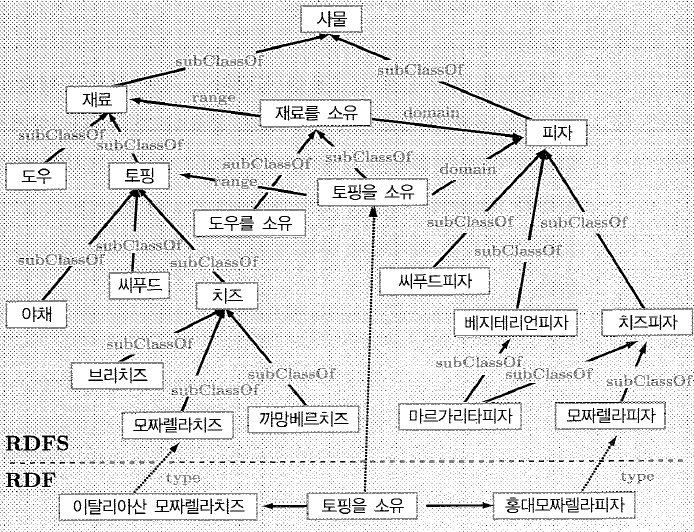 사물
subClassOf
subClassOf
재료
range
재료를 소유
domain
피자
subClassOf
subClassOf
subClassOf
subClassOf
domain
도우
토핑
range
토핑을 소유
도우를 소유
subClassOf
subClassOf
subClassOf
subClassOf
subClassOf
subClassOf
씨푸드
치즈
씨푸드피자
야채
베지테리언피자
치즈피자
subClassOf
브리치즈
subClassOf
subClassOf
subClassOf
subClassOf
subClassOf
모짜렐라치즈
까망베르치즈
마르가리타피자
모짜렐라피자
RDFS
RDF
type
type
이탈리아산 모짜렐라치즈
토핑을 소유
홍대모짜렐라피자